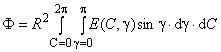 Φ = R² ∫_{C=0}^{2π} ∫_{γ=0}^{π} E(C, γ) sin γ · dγ · dC